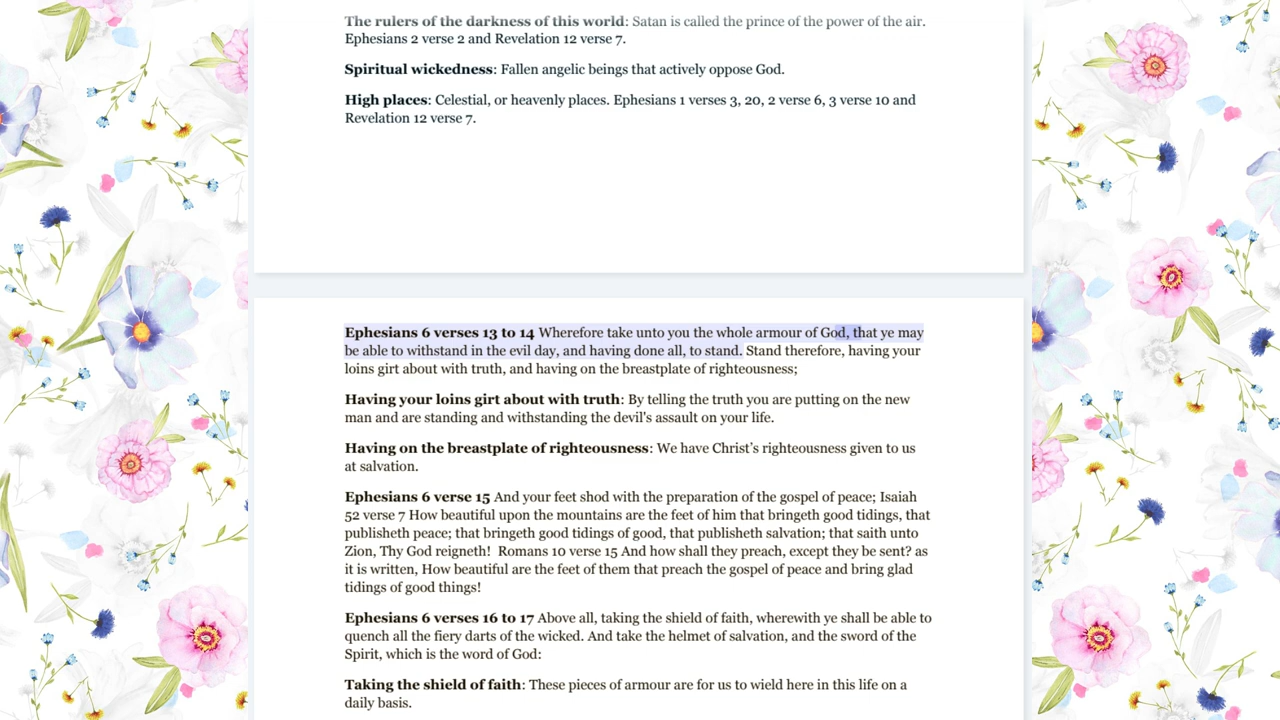 The rulers of the darkness of this world: Satan is called the prince of the power of the air.
Ephesians 2 verse 2 and Revelation 12 verse 7.
Spiritual wickedness: Fallen angelic beings that actively oppose God.
High places: Celestial, or heavenly places. Ephesians 1 verses 3, 20, 2 verse 6, 3 verse 10 and
Revelation 12 verse 7.
Ephesians 6 verses 13 to 14 Wherefore take unto you the whole armour of God, that ye may
be able to withstand in the evil day, and having done all, to stand. Stand therefore, having your
loins girt about with truth, and having on the breastplate of righteousness;
Having your loins girt about with truth: By telling the truth you are putting on the new
man and are standing and withstanding the devil's assault on your life.
Having on the breastplate of righteousness: We have Christ’s righteousness given to us
at salvation.
Ephesians 6 verse 15 And your feet shod with the preparation of the gospel of peace; Isaiah
52 verse 7 How beautiful upon the mountains are the feet of him that bringeth good tidings, that
publisheth peace; that bringeth good tidings of good, that publisheth salvation; that saith unto
Zion, Thy God reigneth!  Romans 10 verse 15 And how shall they preach, except they be sent? as
it is written, How beautiful are the feet of them that preach the gospel of peace and bring glad
tidings of good things!
Ephesians 6 verses 16 to 17 Above all, taking the shield of faith, wherewith ye shall be able to
quench all the fiery darts of the wicked. And take the helmet of salvation, and the sword of the
Spirit, which is the word of God:
Taking the shield of faith: These pieces of armour are for us to wield here in this life on a
daily basis.